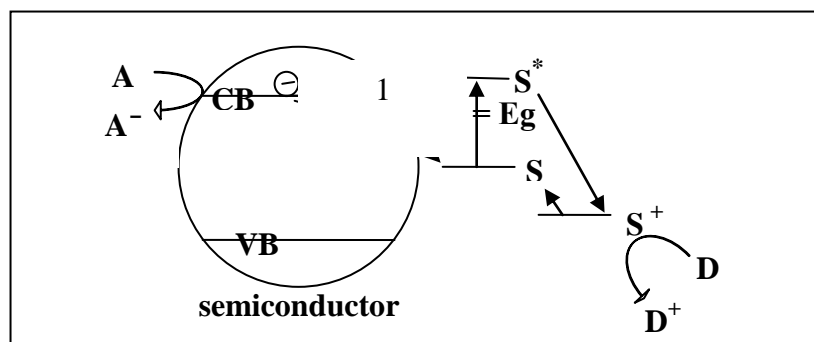 A
A⁻
CB
−
1
S*
= Eg
S
VB
S⁺
D
D⁺
semiconductor